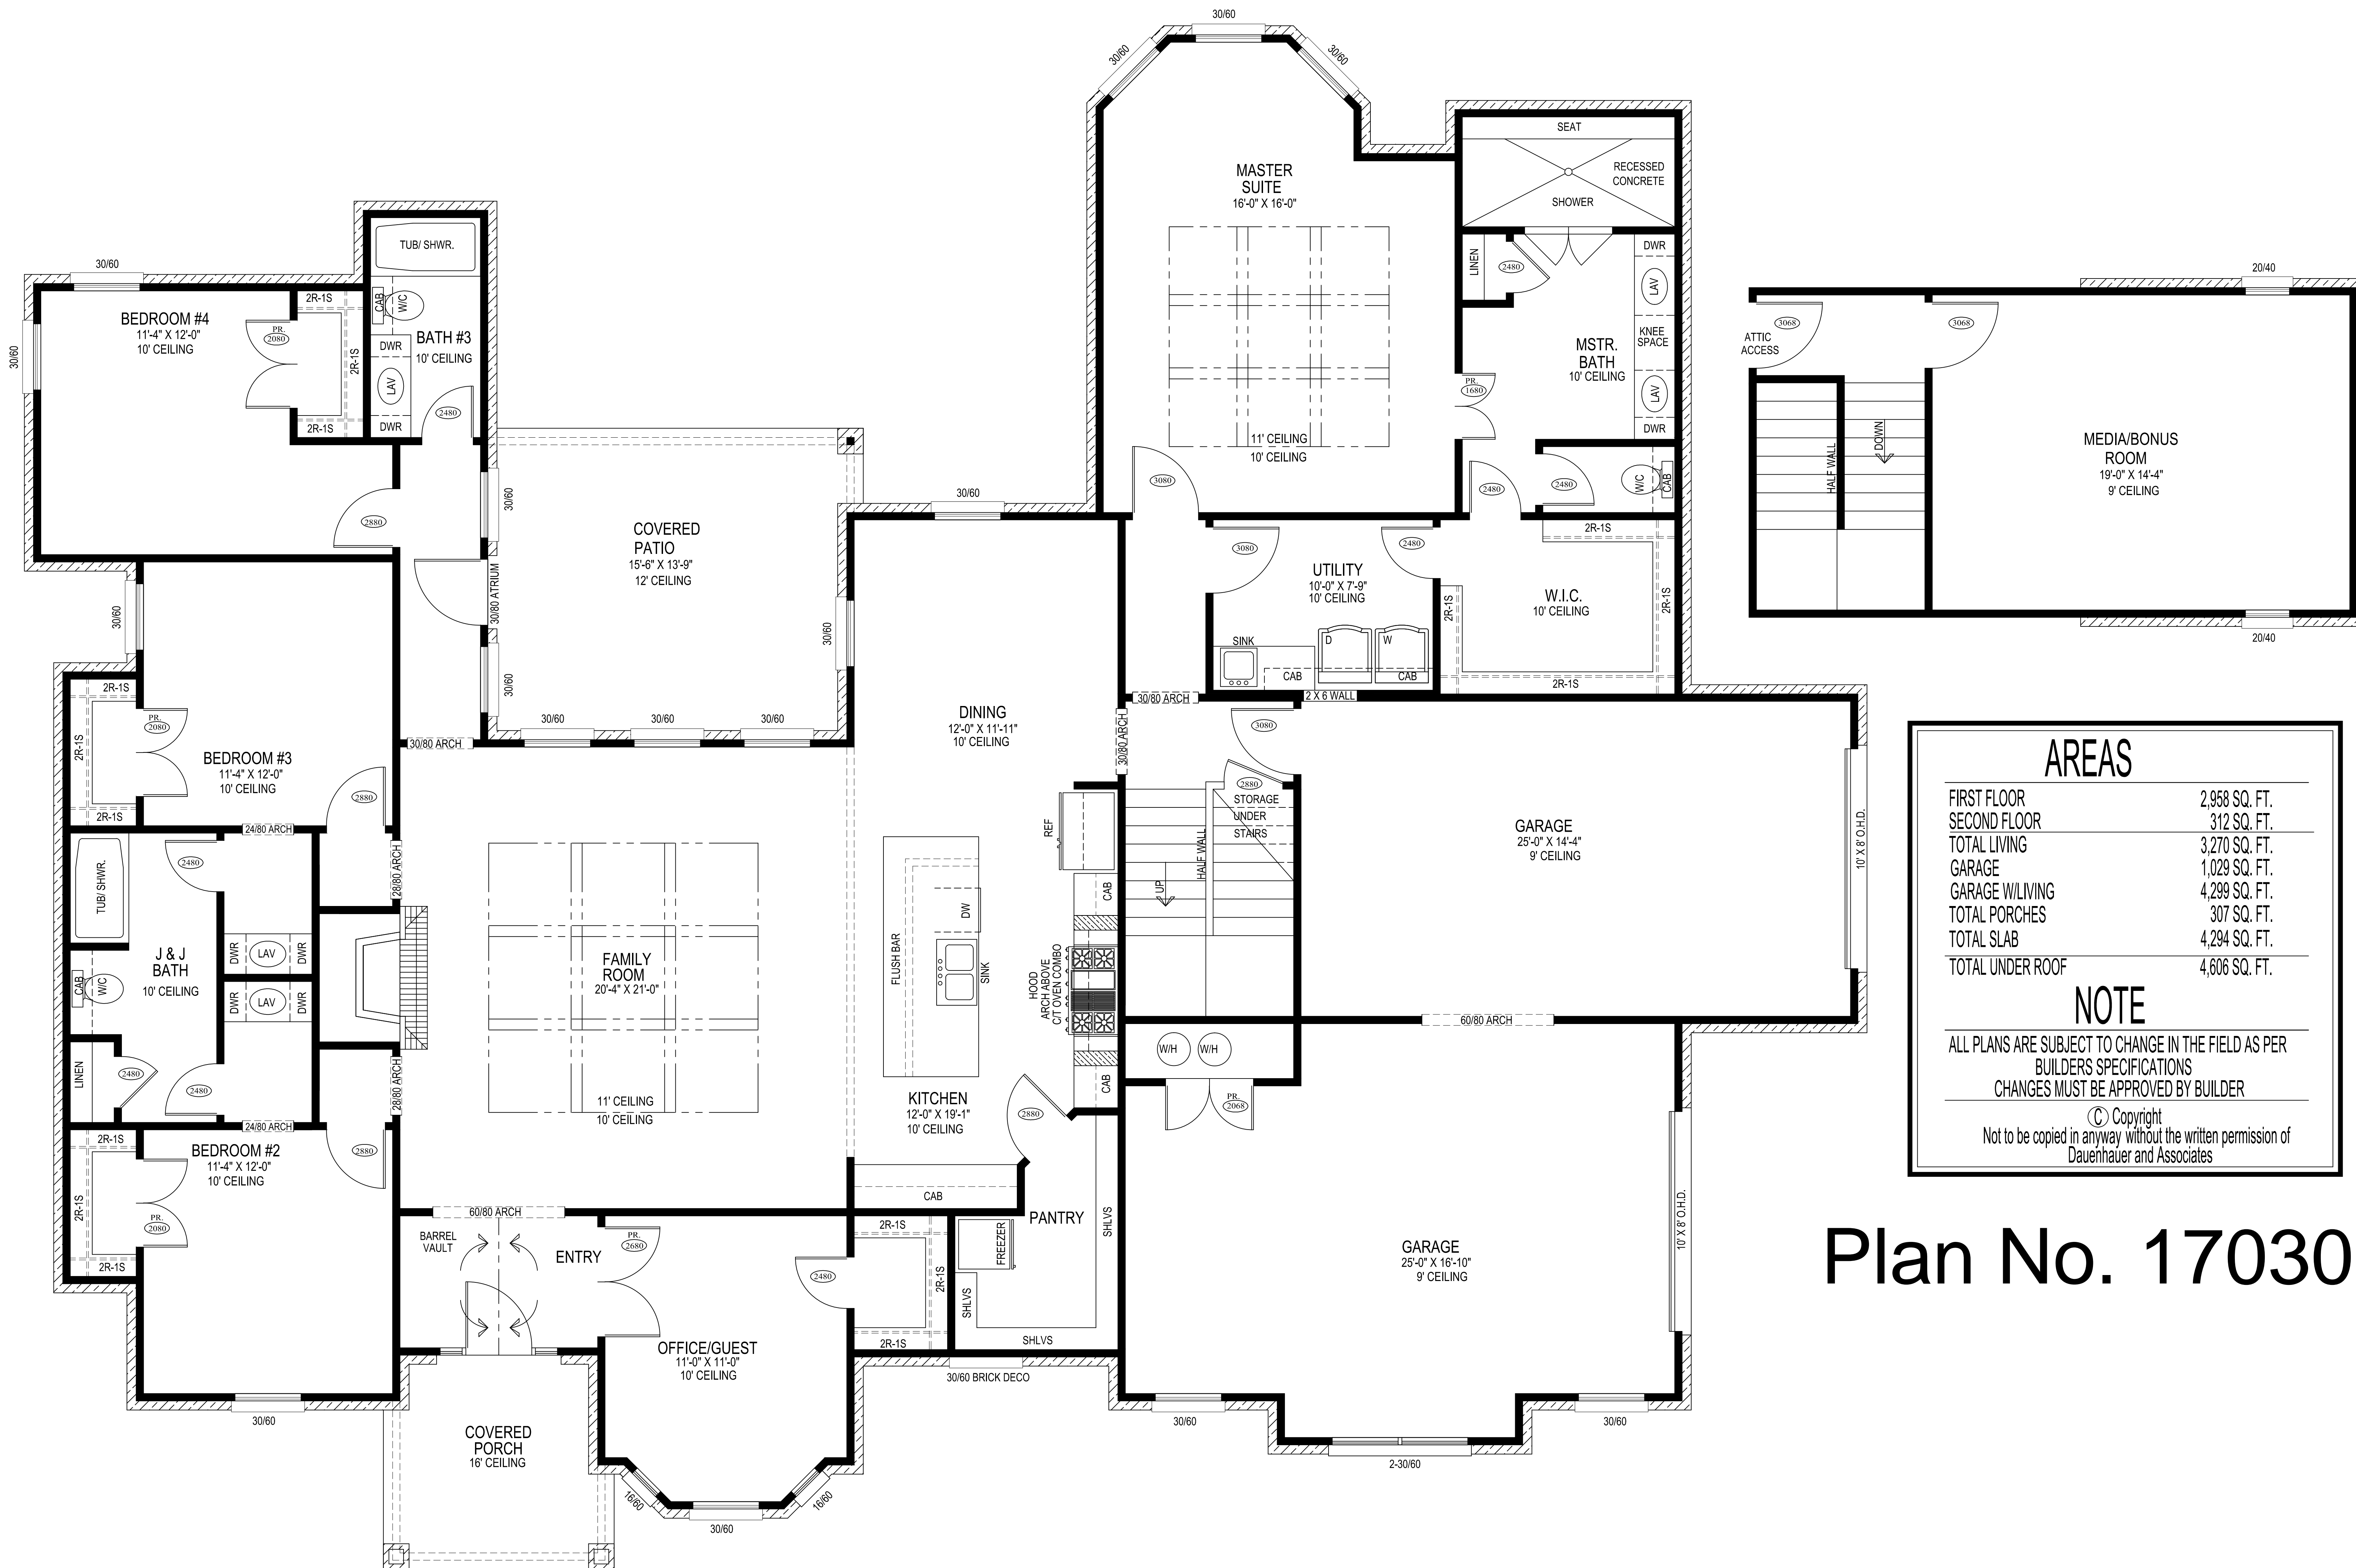 30/60
30/60
30/60
MASTER
SUITE
16'-0" X 16'-0"
11' CEILING
10' CEILING
SEAT
RECESSED
CONCRETE
SHOWER
LINEN
2480
DWR
LAV
KNEE
SPACE
LAV
DWR
MSTR.
BATH
10' CEILING
PR.
1680
3080
2480
2480
W/C
CAB
30/60
30/60
BEDROOM #4
11'-4" X 12'-0"
10' CEILING
PR.
2080
2R-1S
2R-1S
2R-1S
TUB/ SHWR.
CAB
W/C
BATH #3
10' CEILING
DWR
LAV
DWR
2480
2880
30/60
30/80 ATRIUM
30/60
COVERED
PATIO
15'-6" X 13'-9"
12' CEILING
30/60
30/60
30/60
30/60
30/60
DINING
12'-0" X 11'-11"
10' CEILING
3080
UTILITY
10'-0" X 7'-9"
10' CEILING
2480
SINK
D
W
CAB
CAB
W.I.C.
10' CEILING
2R-1S
2R-1S
2R-1S
2R-1S
30/80 ARCH
2 X 6 WALL
30/80 ARCH
3080
2880
STORAGE
UNDER
STAIRS
HALF WALL
UP
20/40
3068
3068
ATTIC
ACCESS
HALF WALL
DOWN
MEDIA/BONUS
ROOM
19'-0" X 14'-4"
9' CEILING
20/40
30/60
2R-1S
PR.
2080
2R-1S
2R-1S
BEDROOM #3
11'-4" X 12'-0"
10' CEILING
2880
30/80 ARCH
24/80 ARCH
28/80 ARCH
2480
TUB/ SHWR.
J & J
BATH
10' CEILING
CAB
W/C
DWR
LAV
DWR
DWR
LAV
DWR
LINEN
2480
2480
24/80 ARCH
28/80 ARCH
2880
BEDROOM #2
11'-4" X 12'-0"
10' CEILING
2R-1S
2R-1S
PR.
2080
2R-1S
30/60
FAMILY
ROOM
20'-4" X 21'-0"
11' CEILING
10' CEILING
FLUSH BAR
DW
SINK
REF
CAB
HOOD
ARCH ABOVE
C/T OVEN COMBO
CAB
KITCHEN
12'-0" X 19'-1"
10' CEILING
2880
CAB
PANTRY
FREEZER
SHLVS
SHLVS
SHLVS
60/80 ARCH
BARREL
VAULT
ENTRY
PR.
2680
2480
2R-1S
2R-1S
2R-1S
OFFICE/GUEST
11'-0" X 11'-0"
10' CEILING
30/60 BRICK DECO
COVERED
PORCH
16' CEILING
16/60
30/60
16/60
GARAGE
25'-0" X 14'-4"
9' CEILING
10' X 8' O.H.D.
60/80 ARCH
W/H
W/H
PR.
2068
GARAGE
25'-0" X 16'-10"
9' CEILING
10' X 8' O.H.D.
30/60
2-30/60
30/60
AREAS
FIRST FLOOR 2,958 SQ. FT.
SECOND FLOOR 312 SQ. FT.
TOTAL LIVING 3,270 SQ. FT.
GARAGE 1,029 SQ. FT.
GARAGE W/LIVING 4,299 SQ. FT.
TOTAL PORCHES 307 SQ. FT.
TOTAL SLAB 4,294 SQ. FT.
TOTAL UNDER ROOF 4,606 SQ. FT.
NOTE
ALL PLANS ARE SUBJECT TO CHANGE IN THE FIELD AS PER
BUILDERS SPECIFICATIONS
CHANGES MUST BE APPROVED BY BUILDER
© Copyright
Not to be copied in anyway without the written permission of
Dauenhauer and Associates
Plan No. 17030